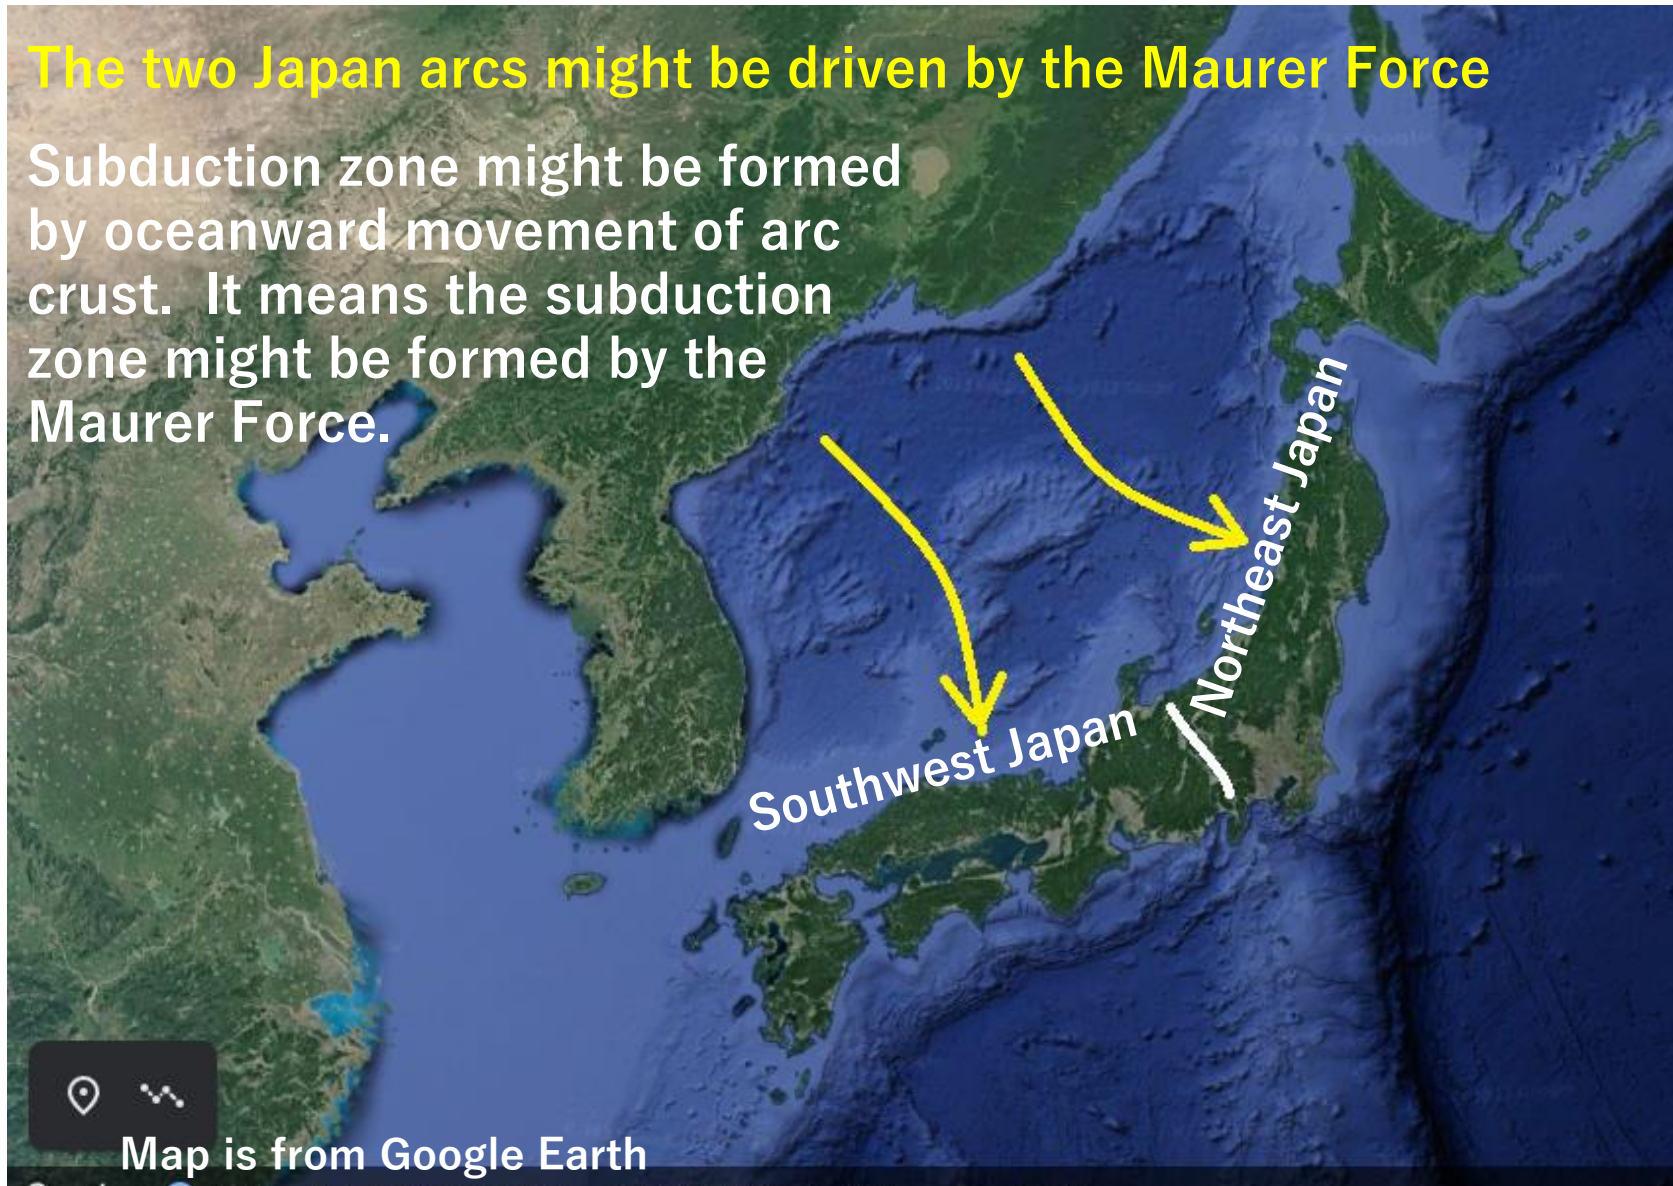 The two Japan arcs might be driven by the Maurer Force
Subduction zone might be formed
by oceanward movement of arc
crust.  It means the subduction
zone might be formed by the
Maurer Force.
Northeast Japan
Southwest Japan
Map is from Google Earth